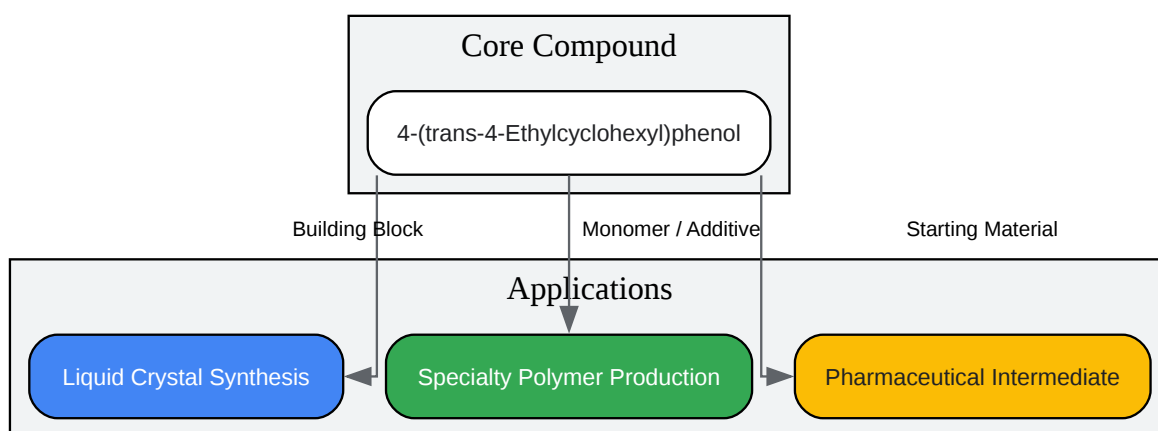 Core Compound
4-(trans-4-Ethylcyclohexyl)phenol
Building Block
Monomer / Additive
Starting Material
Applications
Liquid Crystal Synthesis
Specialty Polymer Production
Pharmaceutical Intermediate